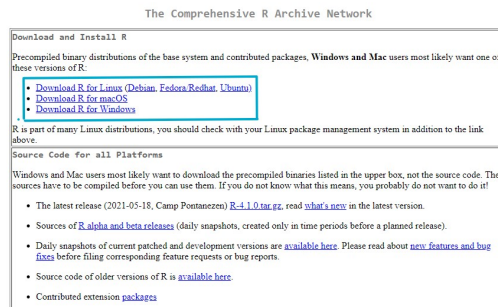 The Comprehensive R Archive Network
Download and Install R
Precompiled binary distributions of the base system and contributed packages, Windows and Mac users most likely want one of
these versions of R:
• Download R for Linux (Debian, Fedora/Redhat, Ubuntu)
• Download R for macOS
• Download R for Windows
R is part of many Linux distributions, you should check with your Linux package management system in addition to the link
above.
Source Code for all Platforms
Windows and Mac users most likely want to download the precompiled binaries listed in the upper box, not the source code. The
sources have to be compiled before you can use them. If you do not know what this means, you probably do not want to do it!
• The latest release (2021-05-18, Camp Pontanezen) R-4.1.0.tar.gz, read what's new in the latest version.
• Sources of R alpha and beta releases (daily snapshots, created only in time periods before a planned release).
• Daily snapshots of current patched and development versions are available here. Please read about new features and bug
fixes before filing corresponding feature requests or bug reports.
• Source code of older versions of R is available here.
• Contributed extension packages